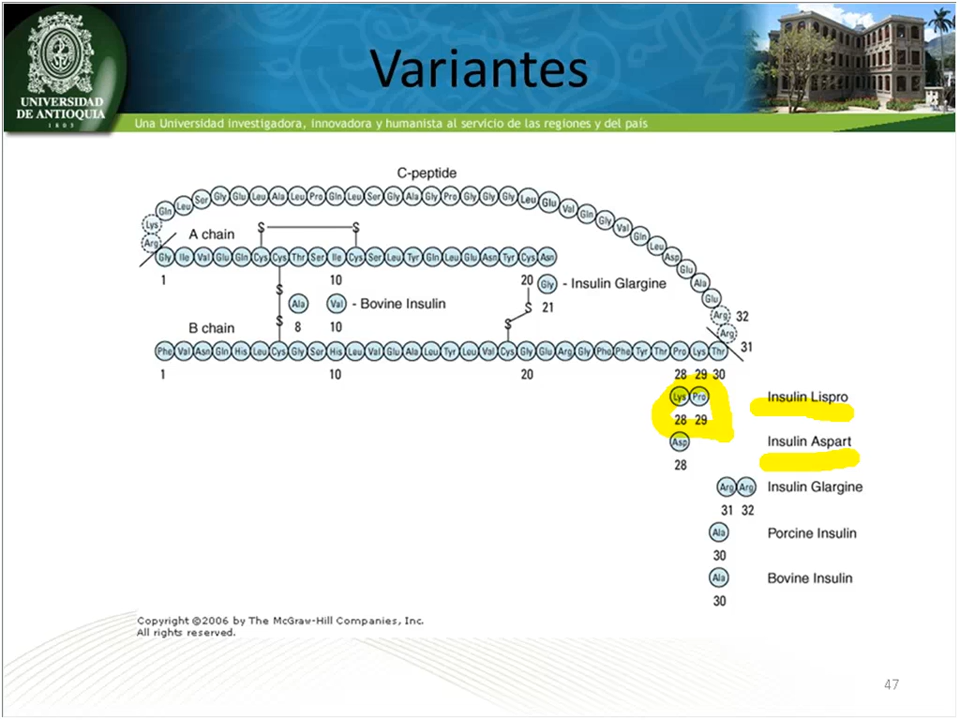 UNIVERSIDAD
DE ANTIOQUIA
1803
Variantes
Una Universidad investigadora, innovadora y humanista al servicio de las regiones y del país
C-peptide
Arg Lys Gln Leu Ser Gly Glu Leu Ala Leu Pro Gln Leu Ser Gly Ala Gly Pro Gly Gly Gly Leu Glu Val Gln Gly Val Gln Leu Asp Glu Ala Glu Arg Arg
32
31
A chain
S S
Gly Ile Val Glu Gln Cys Cys Thr Ser Ile Cys Ser Leu Tyr Gln Leu Glu Asn Tyr Cys Asn
1 10 20
Gly - Insulin Glargine
21
S S
Ala Val - Bovine Insulin
8 10
S S
B chain
Phe Val Asn Gln His Leu Cys Gly Ser His Leu Val Glu Ala Leu Tyr Leu Val Cys Gly Glu Arg Gly Phe Phe Tyr Thr Pro Lys Thr
1 10 20 28 29 30
Lys Pro Insulin Lispro
28 29
Asp Insulin Aspart
28
Arg Arg Insulin Glargine
31 32
Ala Porcine Insulin
30
Ala Bovine Insulin
30
Copyright ©2006 by The McGraw-Hill Companies, Inc.
All rights reserved.
47